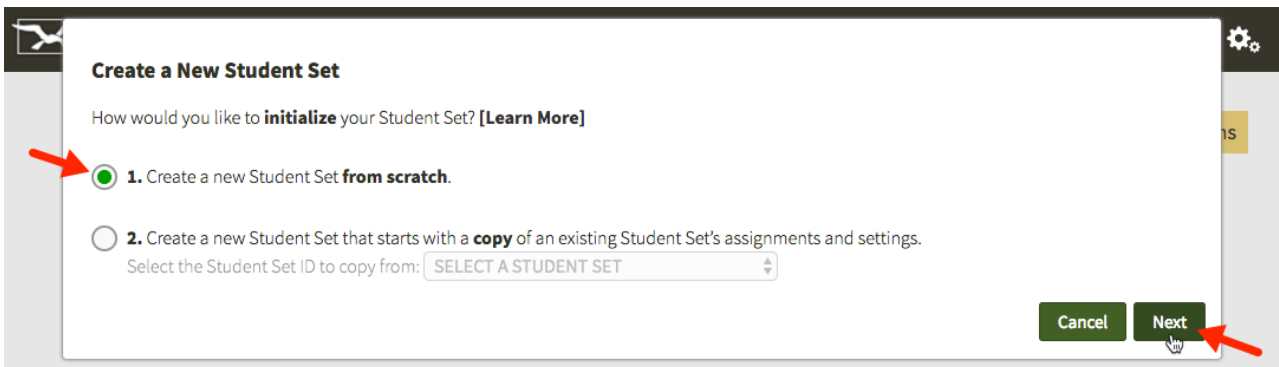 Create a New Student Set
How would you like to initialize your Student Set? [Learn More]
1. Create a new Student Set from scratch.
2. Create a new Student Set that starts with a copy of an existing Student Set's assignments and settings.
Select the Student Set ID to copy from: SELECT A STUDENT SET
Cancel Next